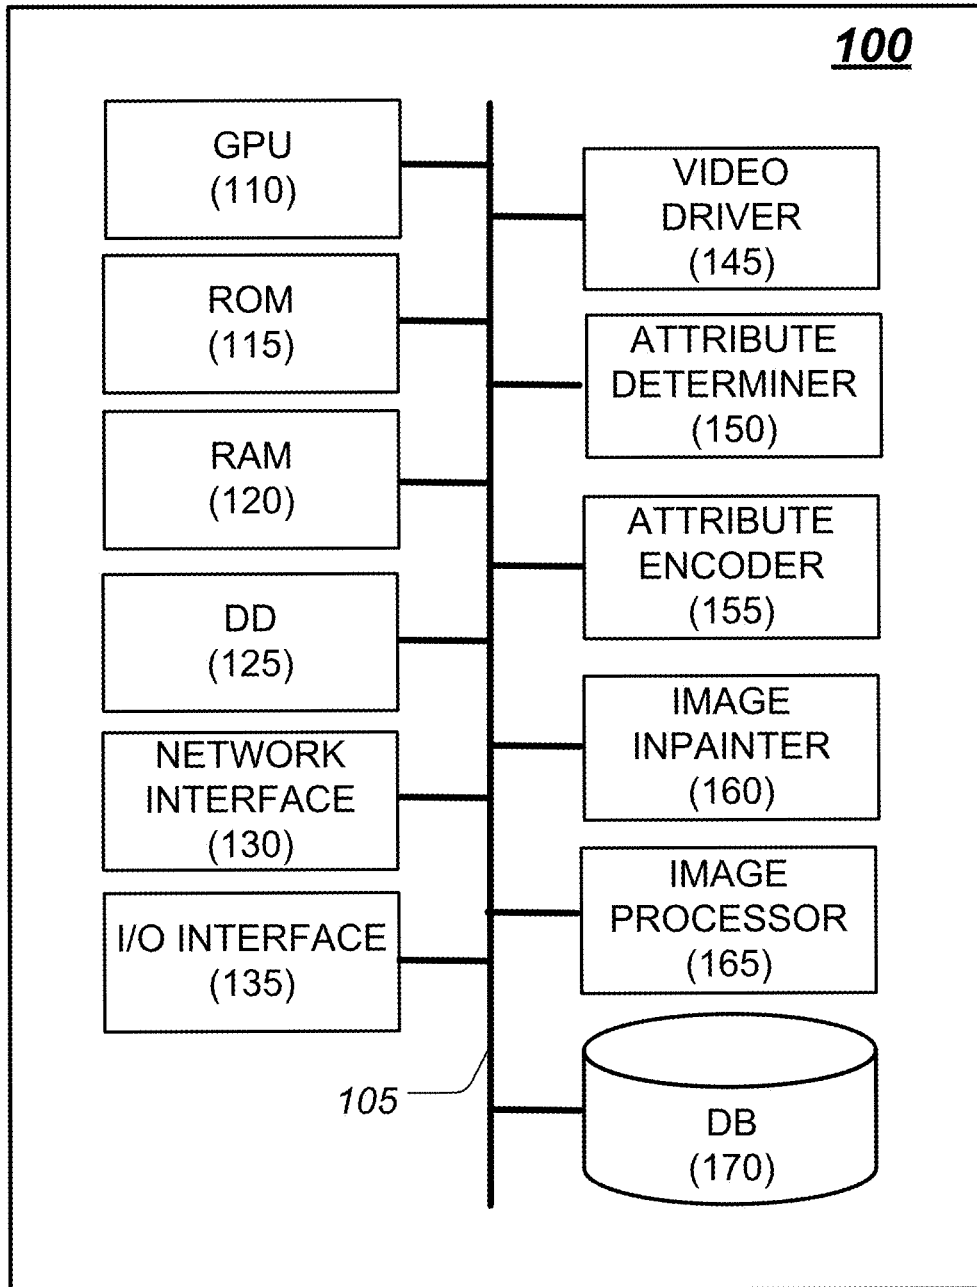 100
GPU
(110)
ROM
(115)
RAM
(120)
DD
(125)
NETWORK
INTERFACE
(130)
I/O INTERFACE
(135)
105
VIDEO
DRIVER
(145)
ATTRIBUTE
DETERMINER
(150)
ATTRIBUTE
ENCODER
(155)
IMAGE
INPAINTER
(160)
IMAGE
PROCESSOR
(165)
DB
(170)